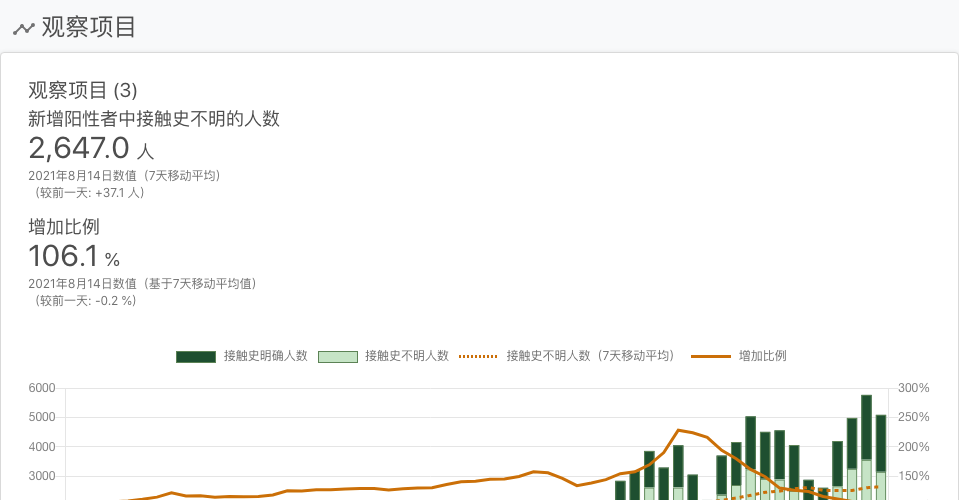 观察项目
观察项目 (3)
新增阳性者中接触史不明的人数
2,647.0 人
2021年8月14日数值（7天移动平均）
（较前一天: +37.1 人）
增加比例
106.1 %
2021年8月14日数值（基于7天移动平均值）
（较前一天: -0.2 %）
接触史明确人数 接触史不明人数 接触史不明人数（7天移动平均） 增加比例
6000 300%
5000 250%
4000 200%
3000 150%